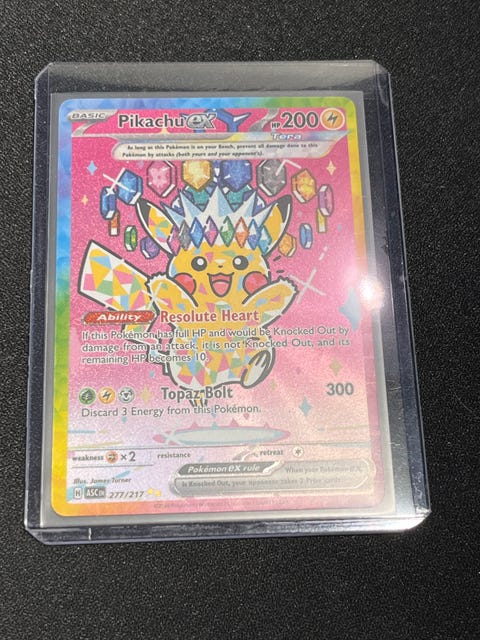 BASIC Pikachu ex HP 200
Tera
As long as this Pokémon is on your Bench, prevent all damage done to this
Pokémon by attacks (both yours and your opponent's).
Ability Resolute Heart
If this Pokémon has full HP and would be Knocked Out by
damage from an attack, it is not Knocked Out, and its
remaining HP becomes 10.
Topaz Bolt 300
Discard 3 Energy from this Pokémon.
weakness ×2 resistance retreat
Pokémon ex rule When your Pokémon ex
is Knocked Out, your opponent takes 2 Prize cards.
Illus. James Turner
H ASC EN 277/217